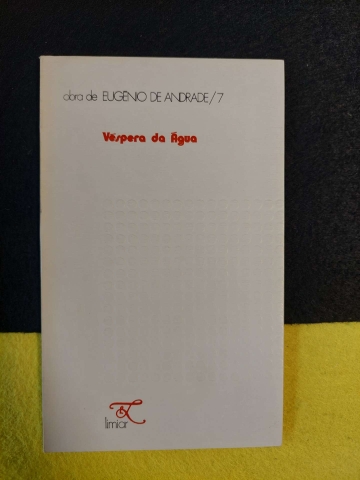 obra de EUGÉNIO DE ANDRADE/7
Véspera da Água
limiar